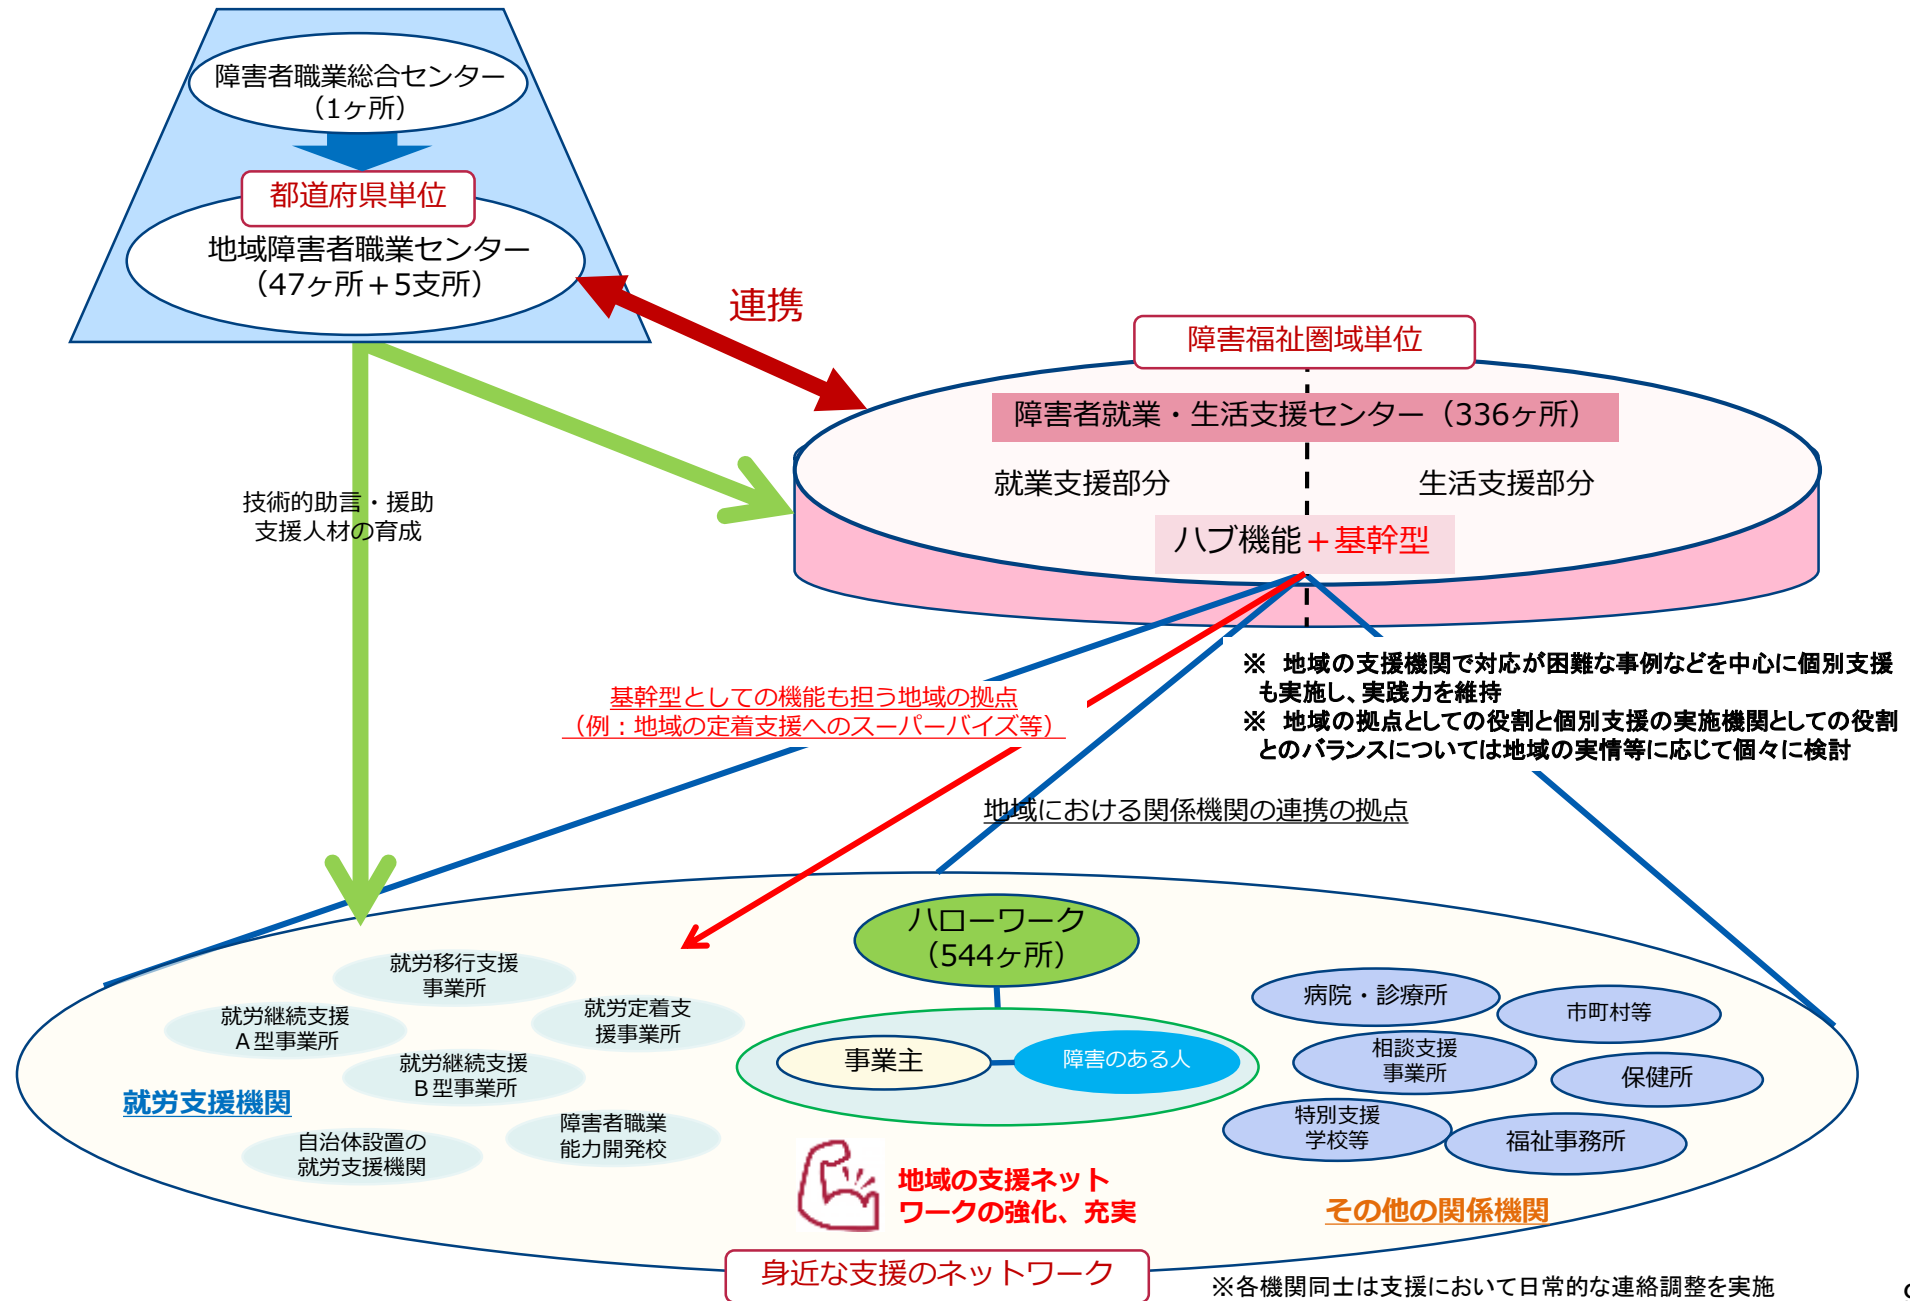 障害者職業総合センター
（1ヶ所）
都道府県単位
地域障害者職業センター
（47ヶ所＋5支所）
連携
障害福祉圏域単位
障害者就業・生活支援センター（336ヶ所）
就業支援部分
生活支援部分
ハブ機能＋基幹型
技術的助言・援助
支援人材の育成
※　地域の支援機関で対応が困難な事例などを中心に個別支援
も実施し、実践力を維持
※　地域の拠点としての役割と個別支援の実施機関としての役割
とのバランスについては地域の実情等に応じて個々に検討
基幹型としての機能も担う地域の拠点
（例：地域の定着支援へのスーパーバイズ等）
地域における関係機関の連携の拠点
ハローワーク
（544ヶ所）
就労移行支援
事業所
就労継続支援
Ａ型事業所
就労定着支
援事業所
就労継続支援
Ｂ型事業所
就労支援機関
自治体設置の
就労支援機関
障害者職業
能力開発校
事業主
障害のある人
病院・診療所
市町村等
相談支援
事業所
保健所
特別支援
学校等
福祉事務所
地域の支援ネット
ワークの強化、充実
その他の関係機関
身近な支援のネットワーク
※各機関同士は支援において日常的な連絡調整を実施